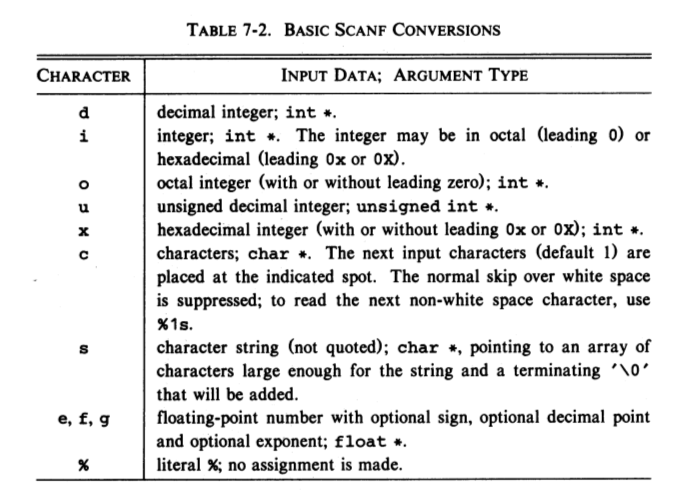 TABLE 7-2. BASIC SCANF CONVERSIONS
CHARACTER INPUT DATA; ARGUMENT TYPE
d decimal integer; int *.
i integer; int *. The integer may be in octal (leading 0) or
hexadecimal (leading 0x or 0X).
o octal integer (with or without leading zero); int *.
u unsigned decimal integer; unsigned int *.
x hexadecimal integer (with or without leading 0x or 0X); int *.
c characters; char *. The next input characters (default 1) are
placed at the indicated spot. The normal skip over white space
is suppressed; to read the next non-white space character, use
%1s.
s character string (not quoted); char *, pointing to an array of
characters large enough for the string and a terminating '\0'
that will be added.
e, f, g floating-point number with optional sign, optional decimal point
and optional exponent; float *.
% literal %; no assignment is made.